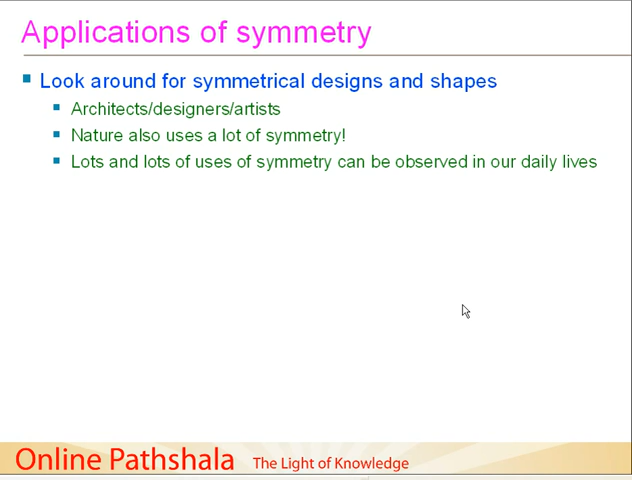 Applications of symmetry
Look around for symmetrical designs and shapes
Architects/designers/artists
Nature also uses a lot of symmetry!
Lots and lots of uses of symmetry can be observed in our daily lives
Online Pathshala The Light of Knowledge